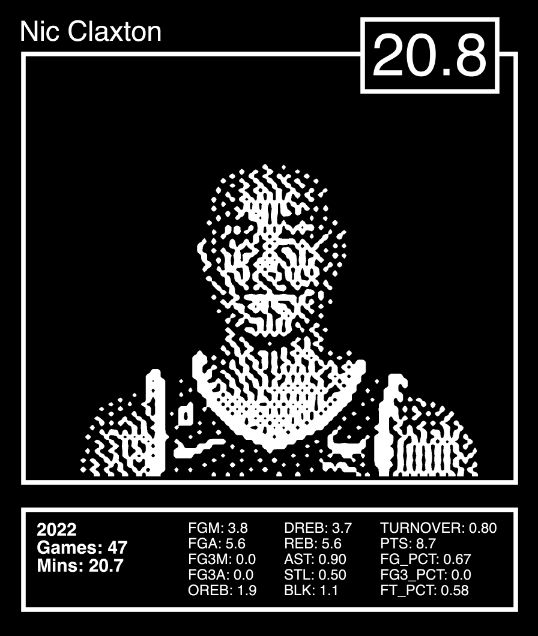 Nic Claxton
20.8
2022
Games: 47
Mins: 20.7
FGM: 3.8
FGA: 5.6
FG3M: 0.0
FG3A: 0.0
OREB: 1.9
DREB: 3.7
REB: 5.6
AST: 0.90
STL: 0.50
BLK: 1.1
TURNOVER: 0.80
PTS: 8.7
FG_PCT: 0.67
FG3_PCT: 0.0
FT_PCT: 0.58